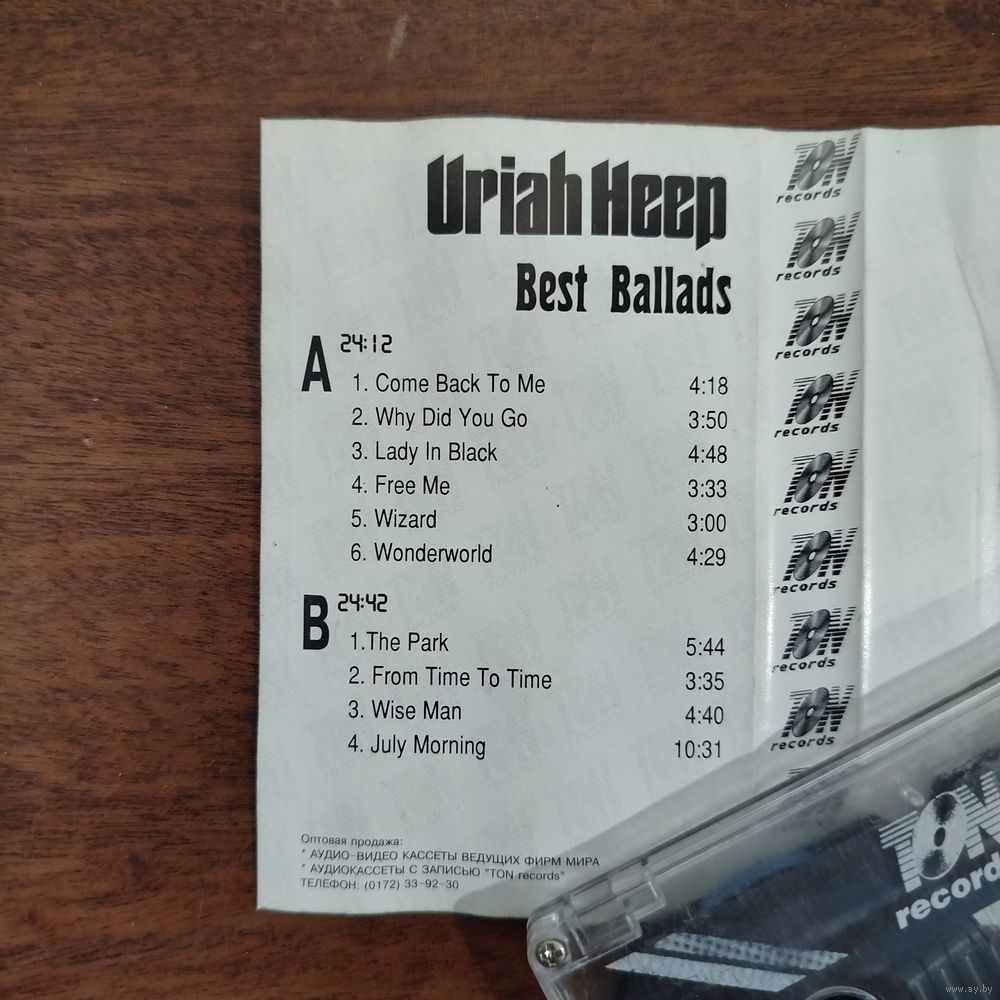 Uriah Heep
Best Ballads
A 24:12
1. Come Back To Me 4:18
2. Why Did You Go 3:50
3. Lady In Black 4:48
4. Free Me 3:33
5. Wizard 3:00
6. Wonderworld 4:29
B 24:42
1.The Park 5:44
2. From Time To Time 3:35
3. Wise Man 4:40
4. July Morning 10:31
Оптовая продажа:
* АУДИО-ВИДЕО КАССЕТЫ ВЕДУЩИХ ФИРМ МИРА
* АУДИОКАССЕТЫ С ЗАПИСЬЮ "TON records"
ТЕЛЕФОН: (0172) 33-92-30
TON
records
TON
records
TON
records
TON
records
TON
records
TON
records
TON
records
TON
records
TON
records
www.ay.by